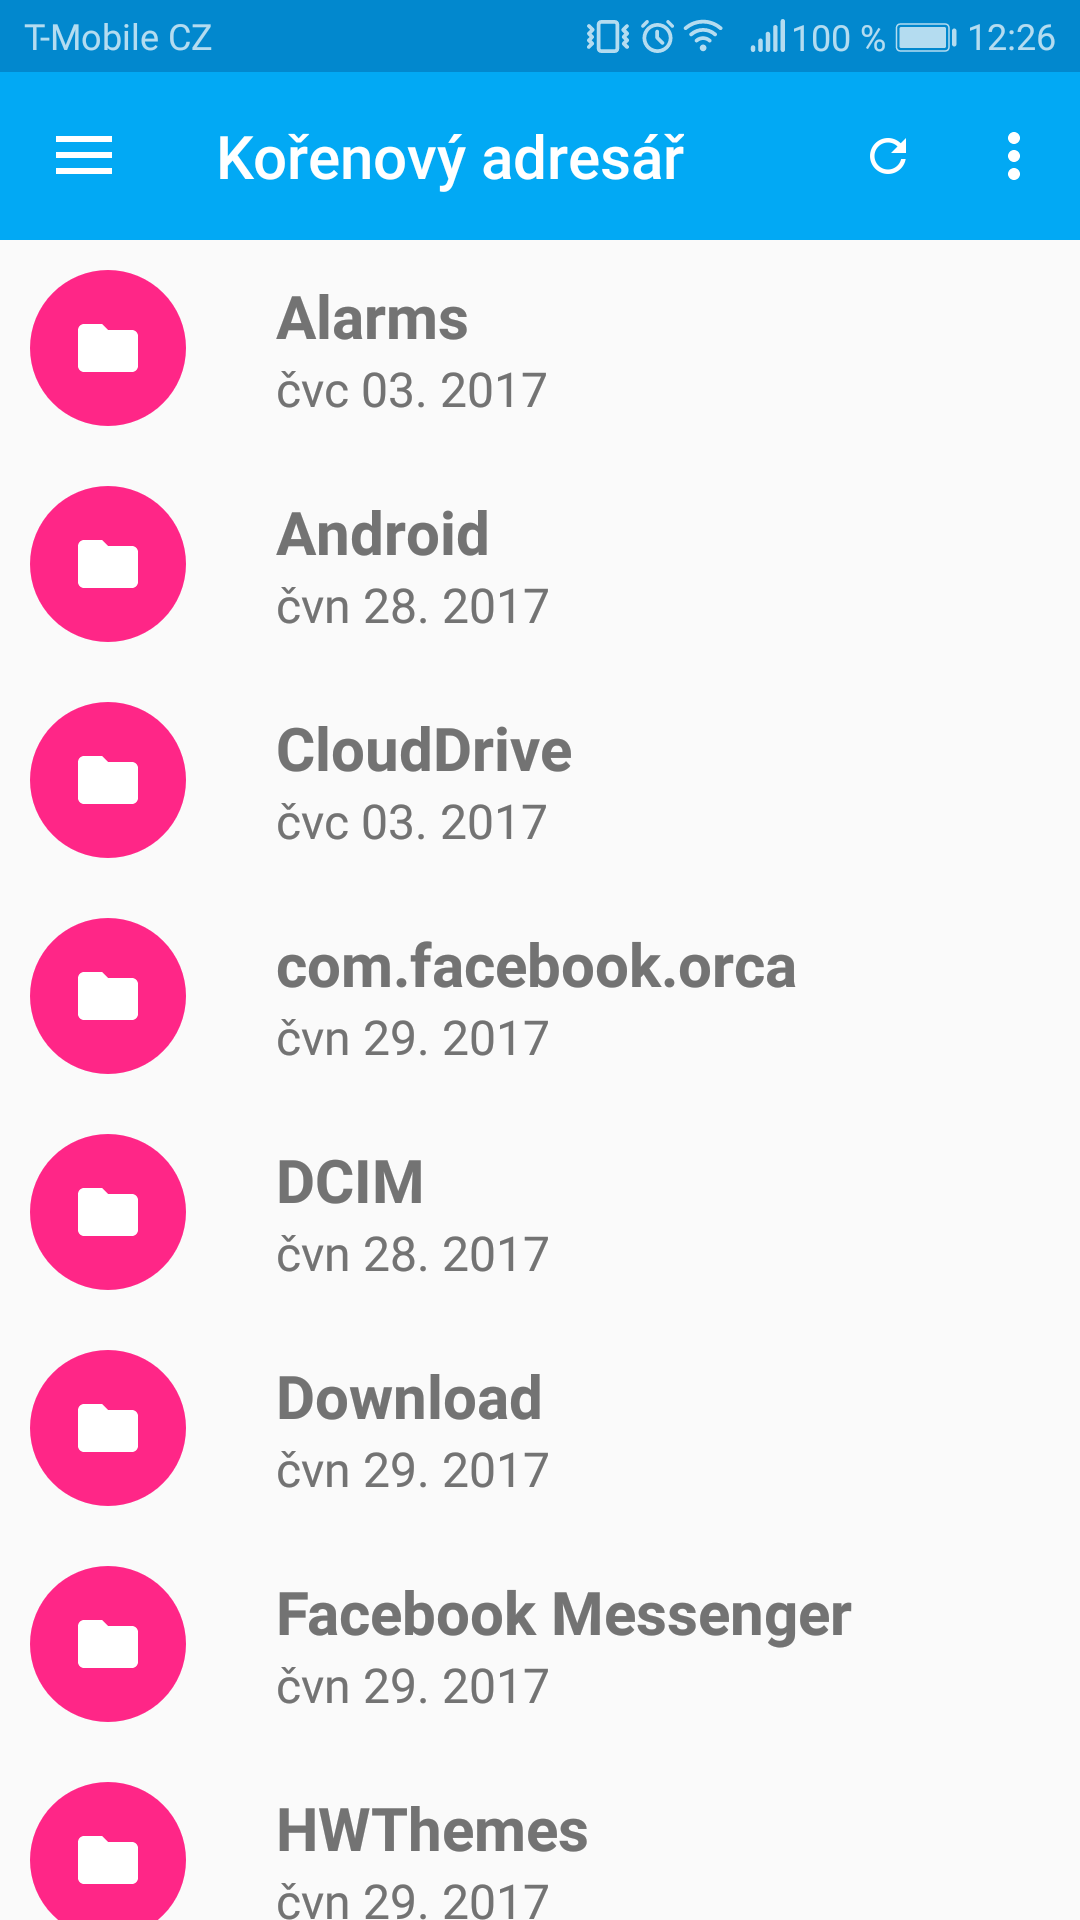 T-Mobile CZ 100 % 12:26
Kořenový adresář
Alarms
čvc 03. 2017
Android
čvn 28. 2017
CloudDrive
čvc 03. 2017
com.facebook.orca
čvn 29. 2017
DCIM
čvn 28. 2017
Download
čvn 29. 2017
Facebook Messenger
čvn 29. 2017
HWThemes
čvn 29. 2017